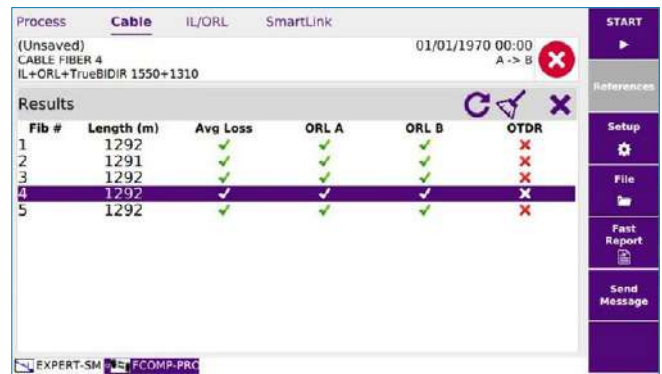 Process Cable IL/ORL SmartLink
(Unsaved) 01/01/1970 00:00
CABLE FIBER 4 A -> B
IL+ORL+TrueBIDIR 1550+1310
Results
Fib # Length (m) Avg Loss ORL A ORL B OTDR
1 1292
2 1291
3 1292
4 1292
5 1292
EXPERT-SM FCOMP-PRO
START
References
Setup
File
Fast
Report
Send
Message